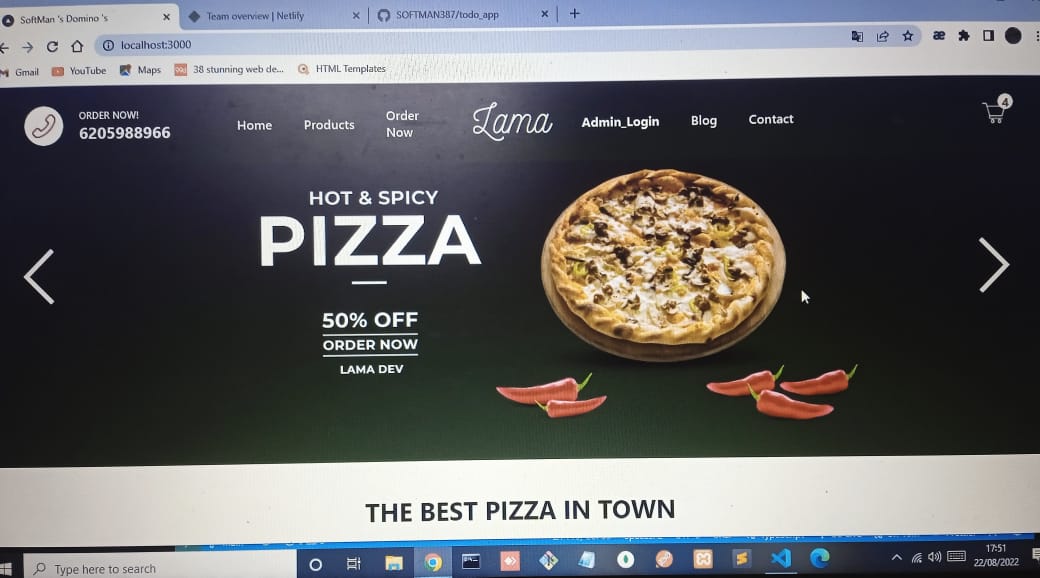 SoftMan 's Domino 's
Team overview | Netlify
SOFTMAN387/todo_app
localhost:3000
Gmail
YouTube
Maps
38 stunning web de...
HTML Templates
ORDER NOW!
6205988966
Home
Products
Order
Now
Lama
Admin_Login
Blog
Contact
4
HOT & SPICY
PIZZA
50% OFF
ORDER NOW
LAMA DEV
THE BEST PIZZA IN TOWN
Type here to search
17:51
22/08/2022